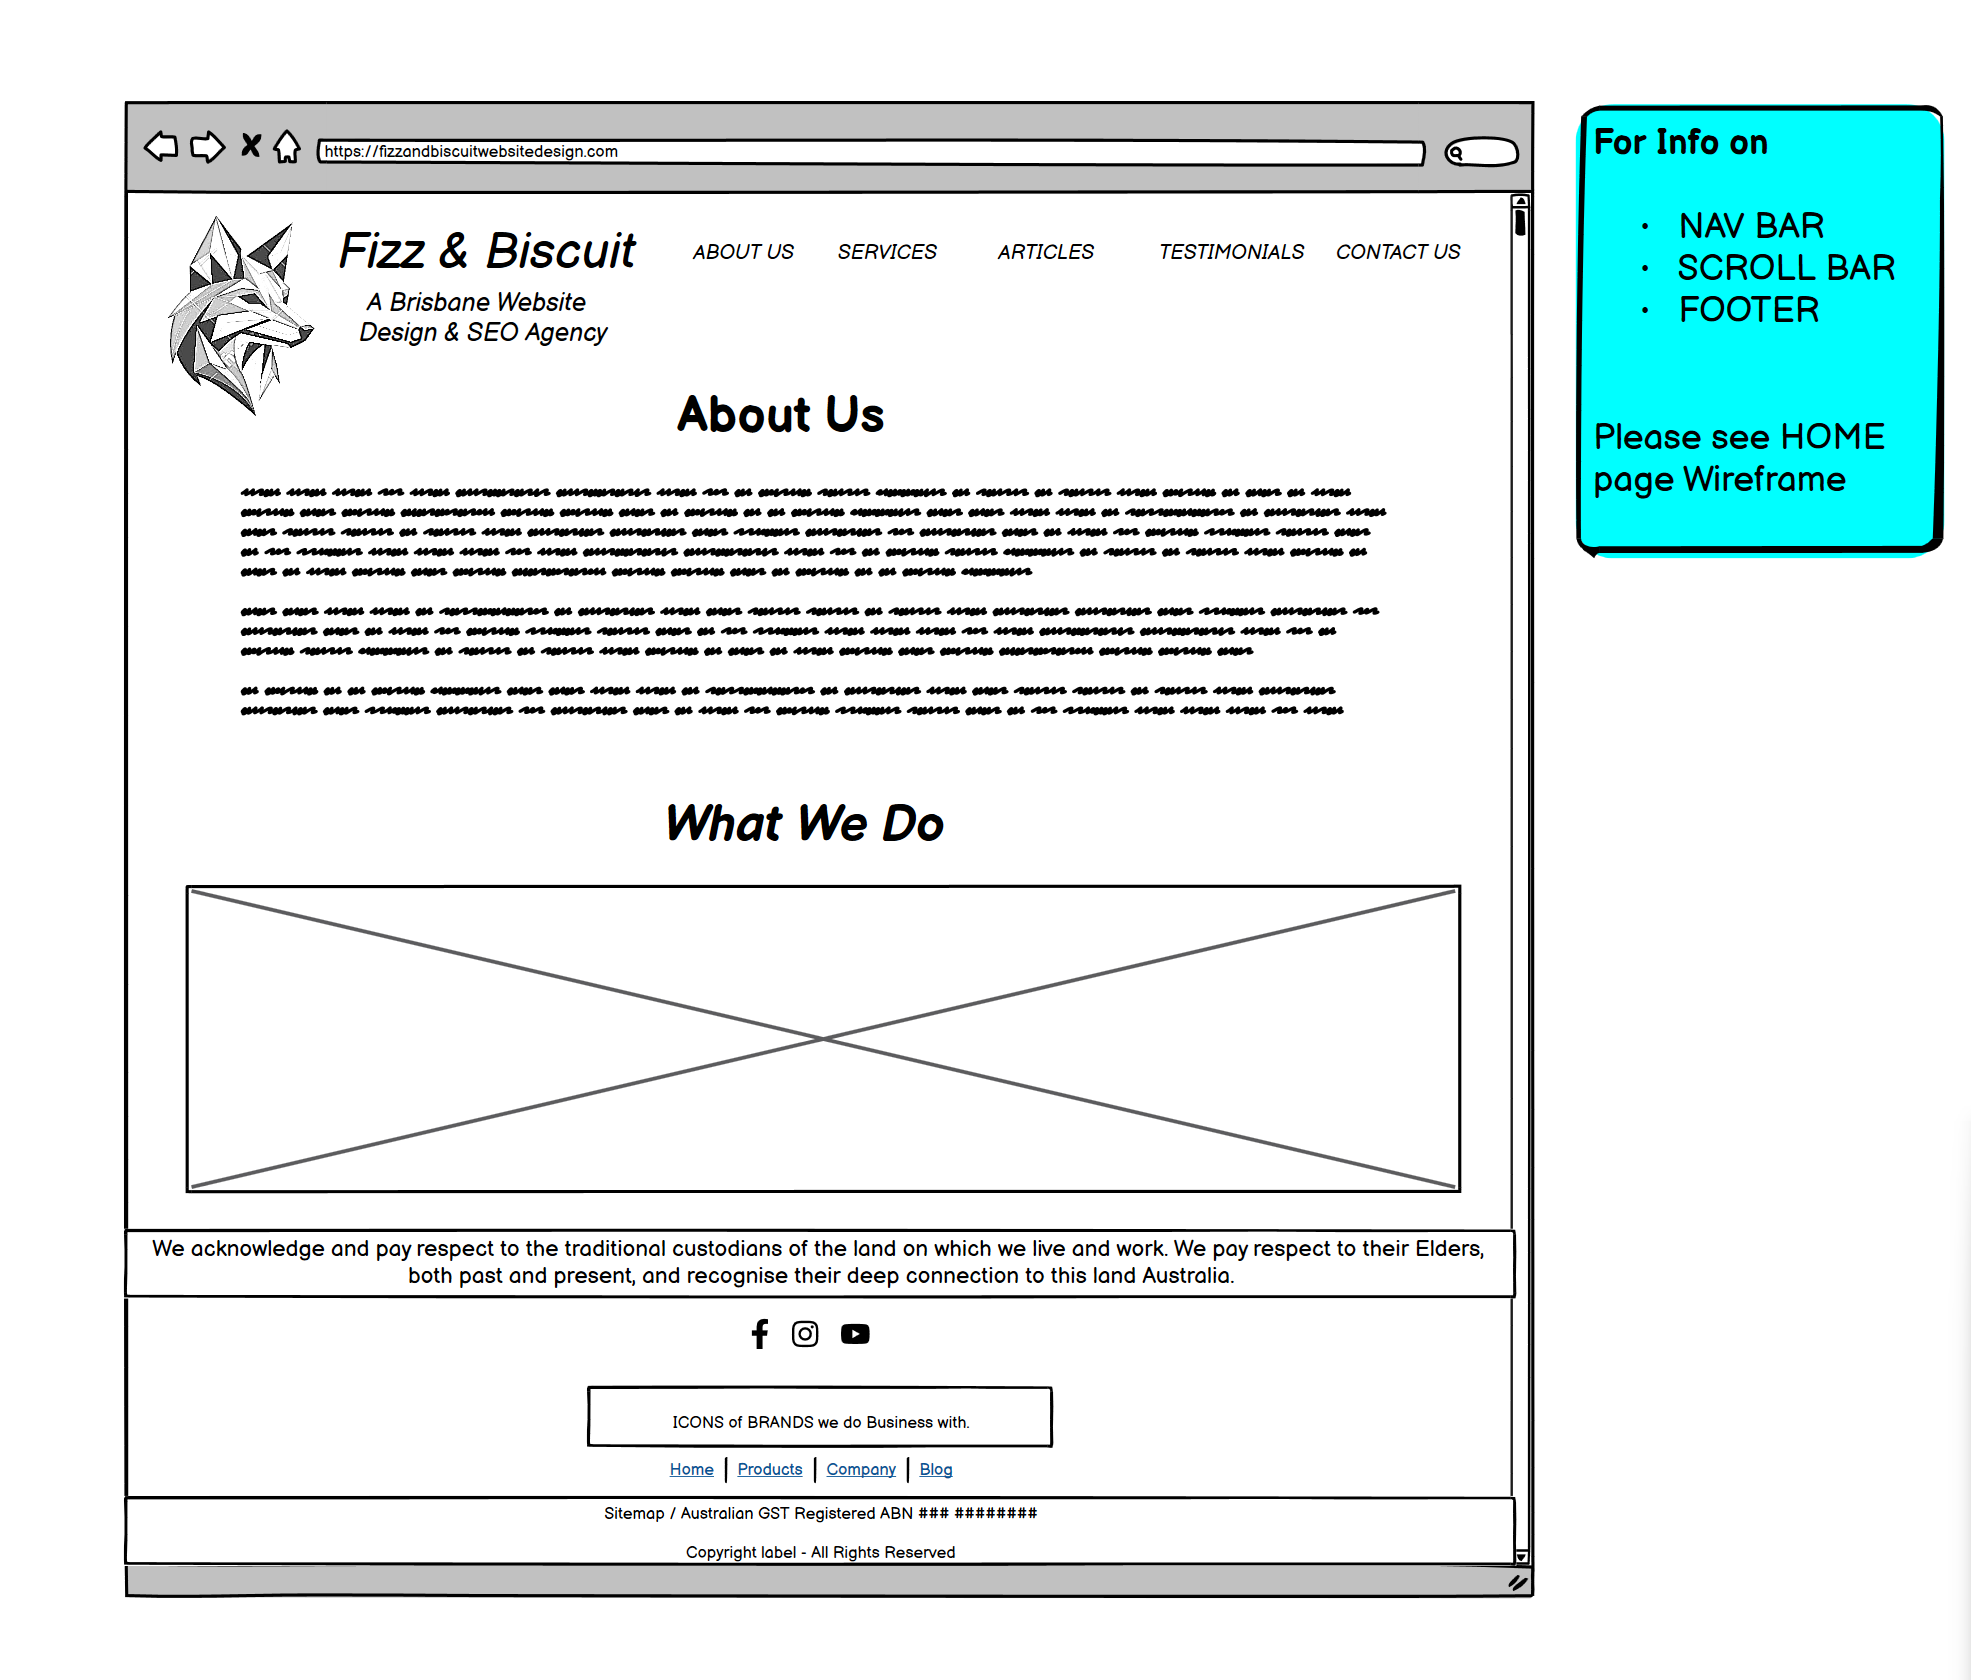 https://fizzandbiscuitwebsitedesign.com
Fizz & Biscuit
A Brisbane Website
Design & SEO Agency
ABOUT US SERVICES ARTICLES TESTIMONIALS CONTACT US
About Us
What We Do
We acknowledge and pay respect to the traditional custodians of the land on which we live and work. We pay respect to their Elders,
both past and present, and recognise their deep connection to this land Australia.
ICONS of BRANDS we do Business with.
Home | Products | Company | Blog
Sitemap / Australian GST Registered ABN ### ########
Copyright label - All Rights Reserved
For Info on
• NAV BAR
• SCROLL BAR
• FOOTER
Please see HOME
page Wireframe